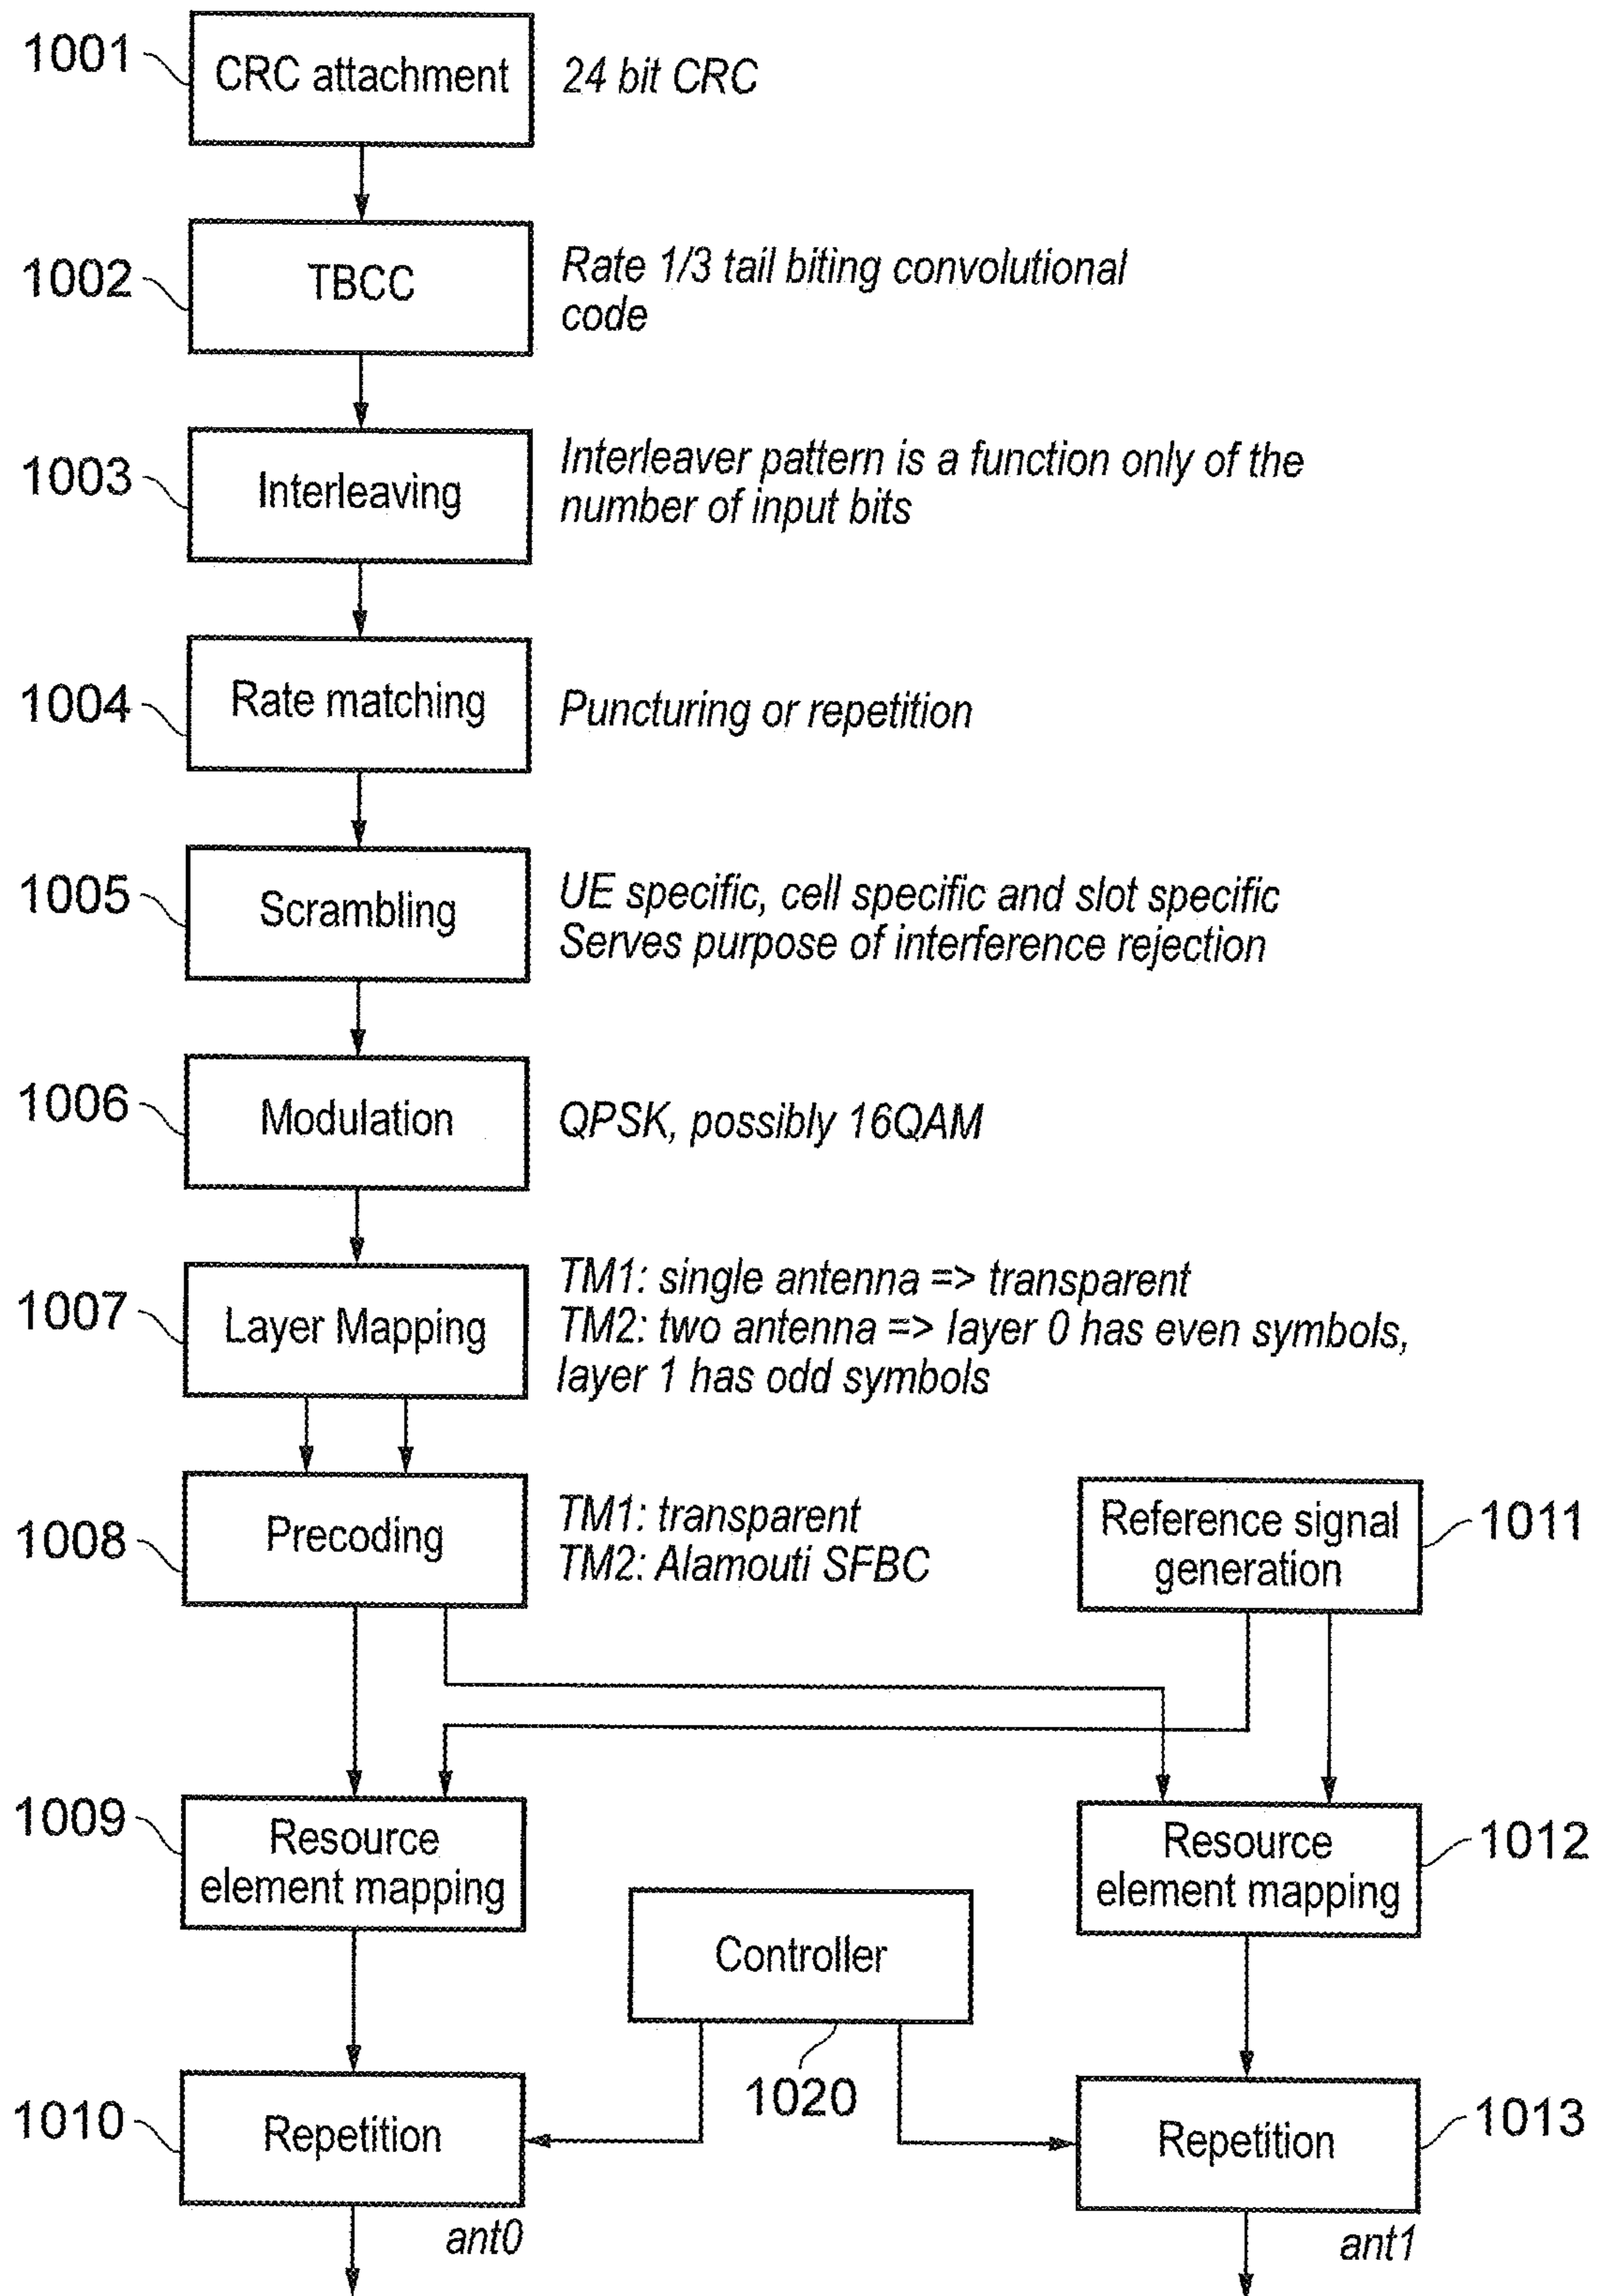 1001
CRC attachment
24 bit CRC
1002
TBCC
Rate 1/3 tail biting convolutional
code
1003
Interleaving
Interleaver pattern is a function only of the
number of input bits
1004
Rate matching
Puncturing or repetition
1005
Scrambling
UE specific, cell specific and slot specific
Serves purpose of interference rejection
1006
Modulation
QPSK, possibly 16QAM
1007
Layer Mapping
TM1: single antenna => transparent
TM2: two antenna => layer 0 has even symbols,
layer 1 has odd symbols
1008
Precoding
TM1: transparent
TM2: Alamouti SFBC
Reference signal
generation
1011
1009
Resource
element mapping
Resource
element mapping
1012
Controller
1020
1010
Repetition
Repetition
1013
ant0
ant1